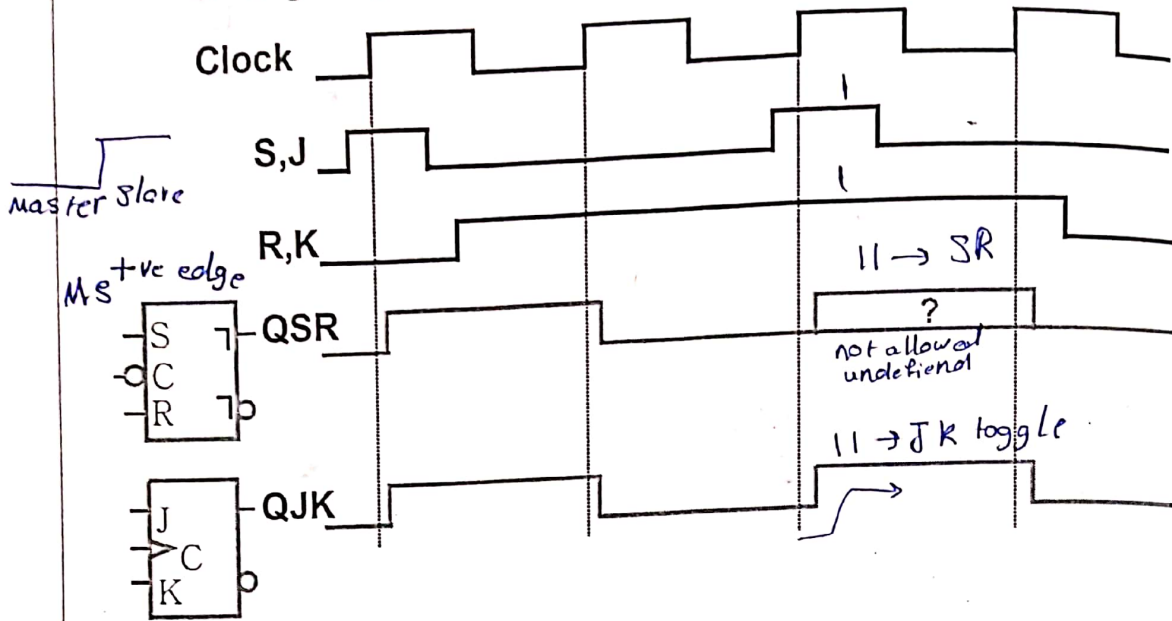 Clock
1
S,J
Master Slave
1
R,K
11 → SR
MS +ve edge
S
C
R
QSR
?
not allowed
undefiend
11 → JK toggle
J
C
K
QJK